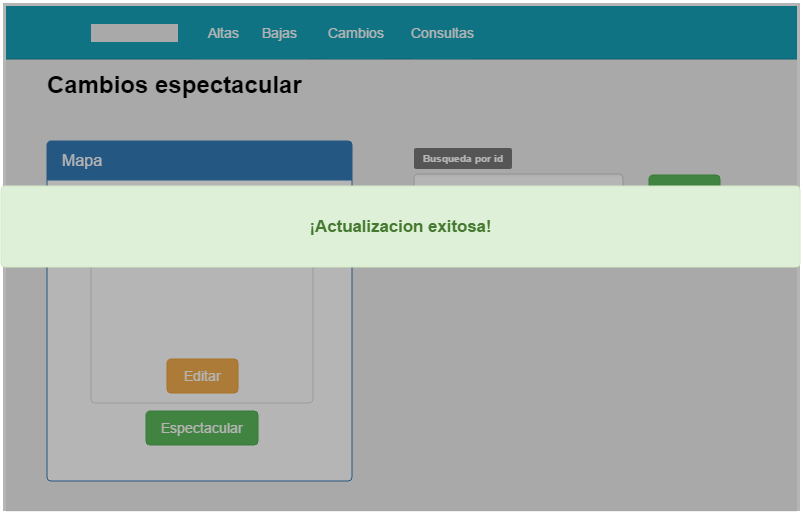 Altas Bajas Cambios Consultas
Cambios espectacular
Mapa
Busqueda por id
¡Actualizacion exitosa!
Editar
Espectacular